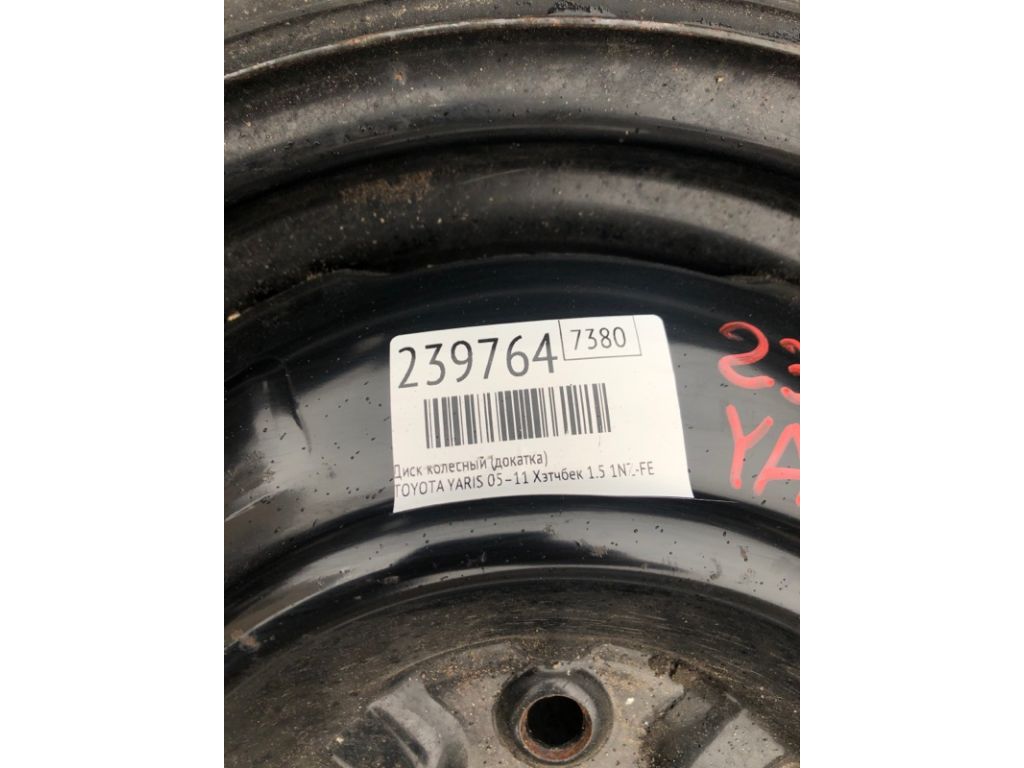 239764 7380
Диск колесный (докатка)
TOYOTA YARIS 05-11 Хэтчбек 1.5 1NZ-FE